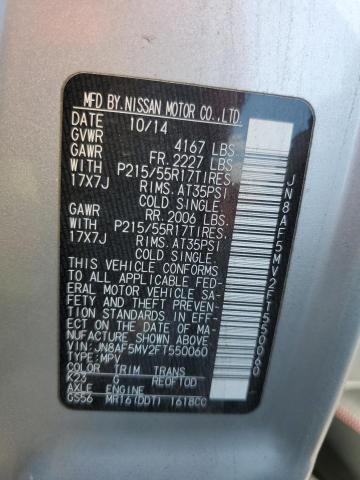 MFD BY.NISSAN MOTOR CO.,LTD.
DATE 10/14
GVWR 4167 LBS
GAWR FR. 2227 LBS
WITH P215/55R17TIRES.
17X7J RIMS. AT35PSI
COLD SINGLE.
GAWR RR. 2006 LBS
WITH P215/55R17TIRES.
17X7J RIMS. AT35PSI
COLD SINGLE.
THIS VEHICLE CONFORMS TO
ALL APPLICABLE FED-
ERAL MOTOR VEHICLE SA-
FETY AND THEFT PREVENTION
STANDARDS IN EFFECT
ON THE DATE OF MA-
NUFACTURE SHOWN ABOVE.
VIN: JN8AF5MV2FT550060
TYPE: MPV
COLOR TRIM TRANS
K23 G RE0F10D
AXLE ENGINE
GS56 MR16(DDT) 1618CC
JN8AF5MV2FT550060